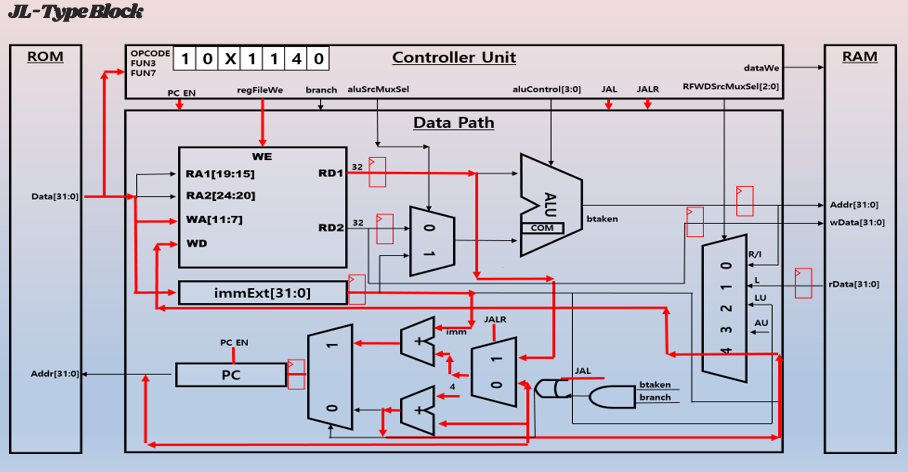 JL-Type Block
ROM
OPCODE
FUN3
FUN7
1 0 X 1 1 4 0
Controller Unit
dataWe
RAM
PC EN
regFileWe
branch
aluSrcMuxSel
aluControl[3:0]
JAL
JALR
RFWDSrcMuxSel[2:0]
Data Path
WE
RA1[19:15]
RD1
32
Data[31:0]
RA2[24:20]
ALU
Addr[31:0]
WA[11:7]
RD2
32
0
COM
btaken
wData[31:0]
WD
1
R/I
0
immExt[31:0]
L
1
rData[31:0]
LU
2
AU
3
4
JALR
imm
PC EN
1
+
1
Addr[31:0]
PC
0
JAL
4
btaken
0
+
branch